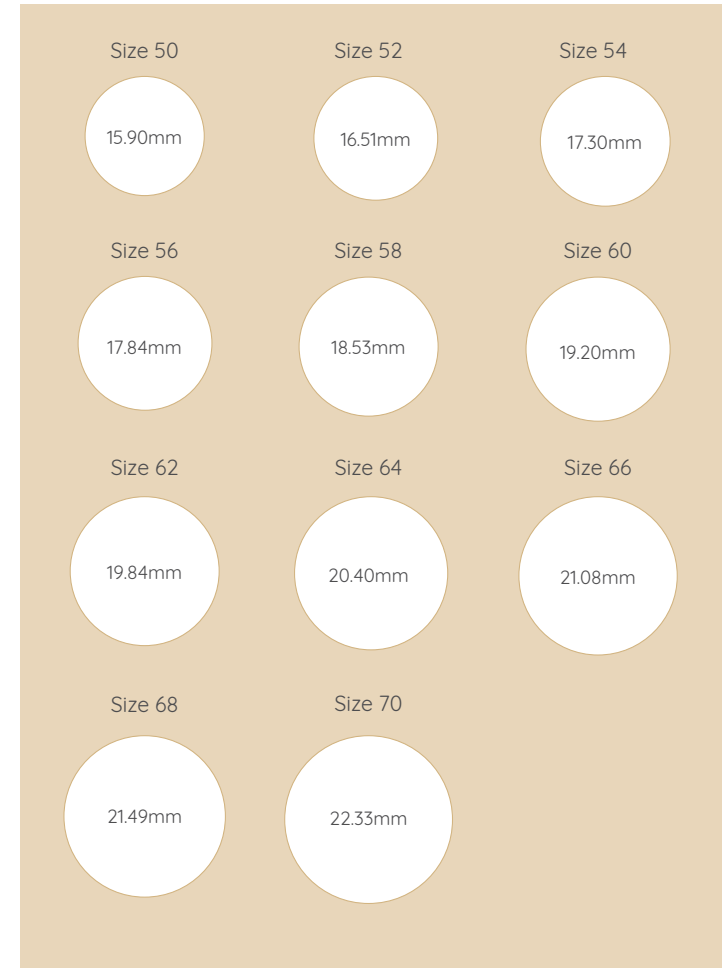 Size 50
Size 52
Size 54
15.90mm
16.51mm
17.30mm
Size 56
Size 58
Size 60
17.84mm
18.53mm
19.20mm
Size 62
Size 64
Size 66
19.84mm
20.40mm
21.08mm
Size 68
Size 70
21.49mm
22.33mm